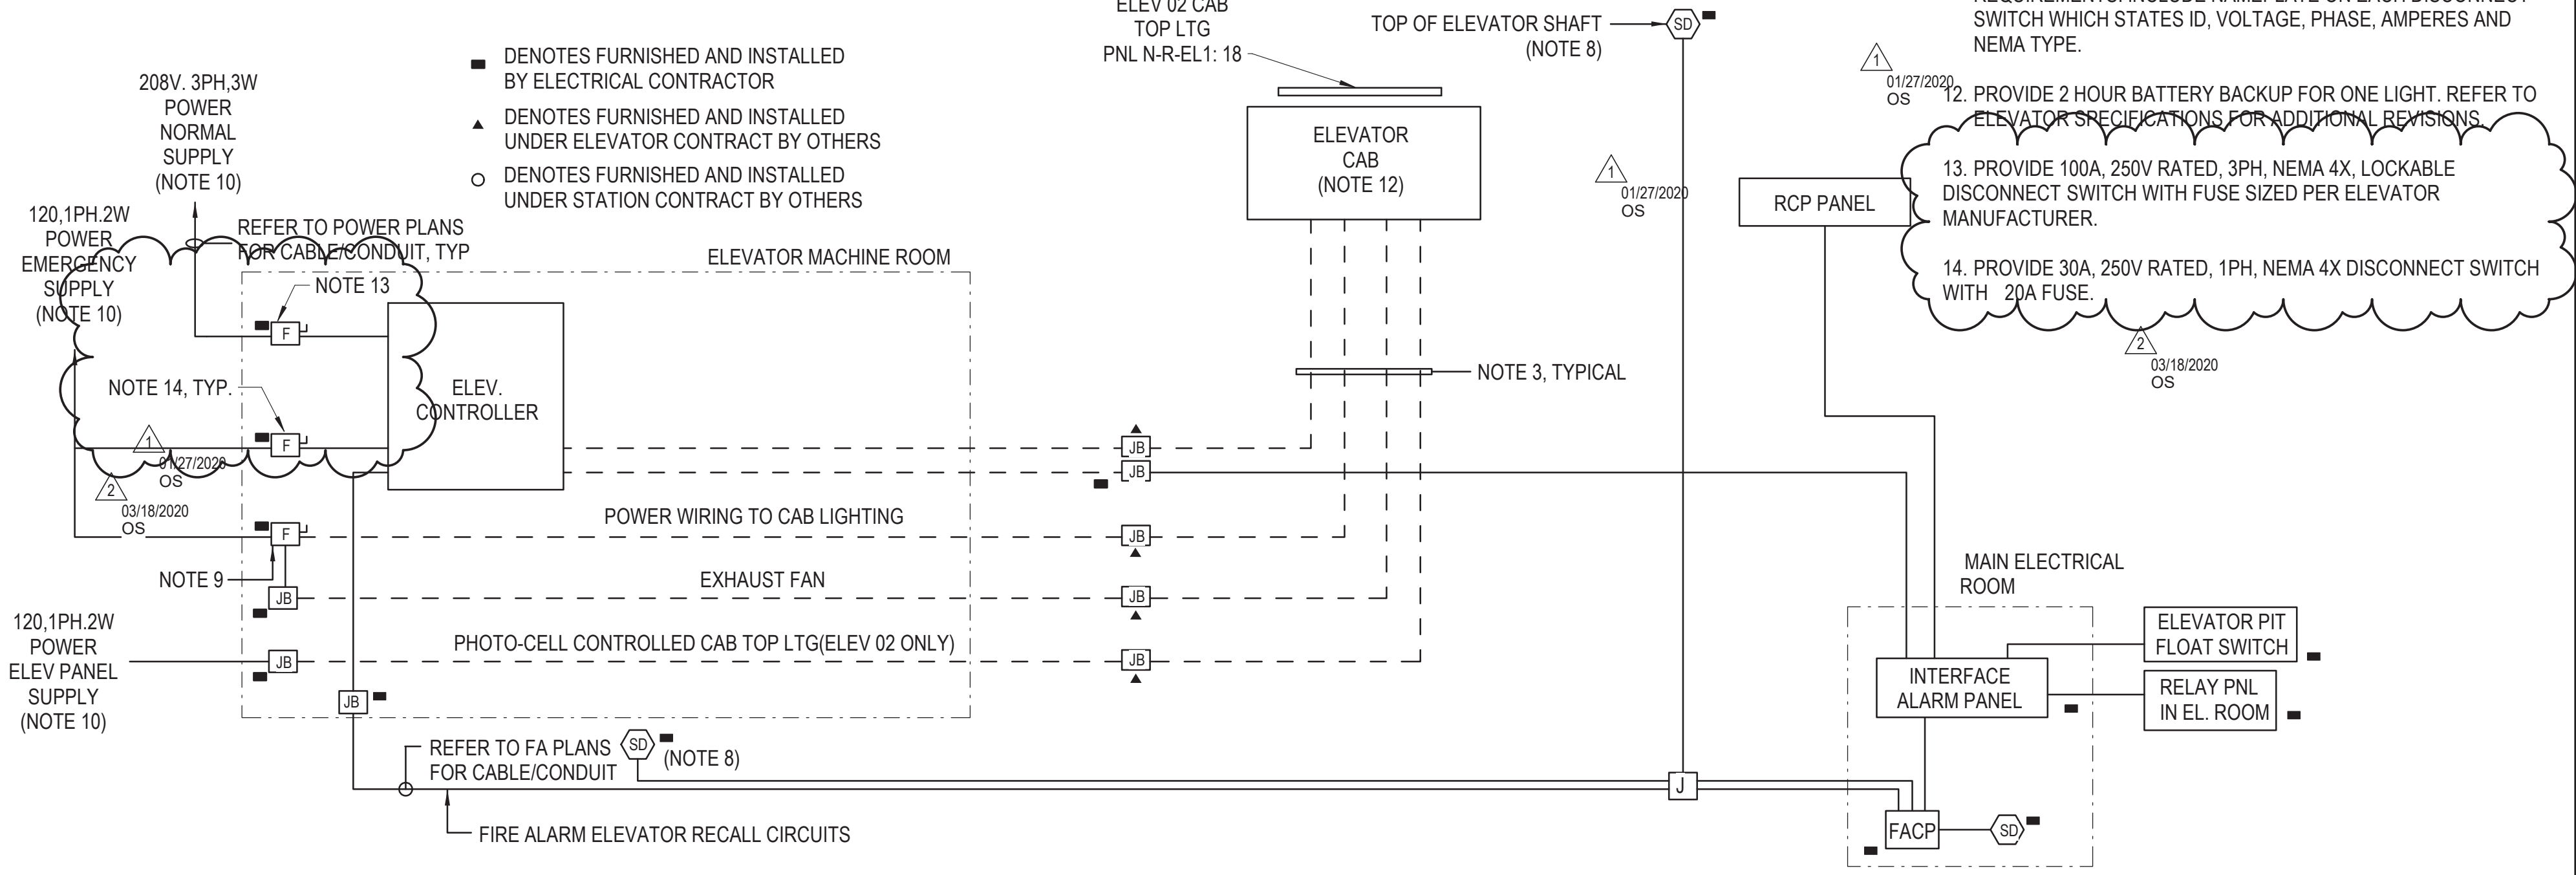 ELEV 02 CAB
TOP LTG
PNL N-R-EL1: 18
TOP OF ELEVATOR SHAFT
(NOTE 8)
SD
REQUIREMENTS. INCLUDE NAMEPLATE ON EACH DISCONNECT
SWITCH WHICH STATES ID, VOLTAGE, PHASE, AMPERES AND
NEMA TYPE.
1
01/27/2020
OS
12. PROVIDE 2 HOUR BATTERY BACKUP FOR ONE LIGHT. REFER TO
ELEVATOR SPECIFICATIONS FOR ADDITIONAL REVISIONS.
13. PROVIDE 100A, 250V RATED, 3PH, NEMA 4X, LOCKABLE
DISCONNECT SWITCH WITH FUSE SIZED PER ELEVATOR
MANUFACTURER.
14. PROVIDE 30A, 250V RATED, 1PH, NEMA 4X DISCONNECT SWITCH
WITH 20A FUSE.
2
03/18/2020
OS
DENOTES FURNISHED AND INSTALLED
BY ELECTRICAL CONTRACTOR
DENOTES FURNISHED AND INSTALLED
UNDER ELEVATOR CONTRACT BY OTHERS
DENOTES FURNISHED AND INSTALLED
UNDER STATION CONTRACT BY OTHERS
208V. 3PH,3W
POWER
NORMAL
SUPPLY
(NOTE 10)
120,1PH.2W
POWER
EMERGENCY
SUPPLY
(NOTE 10)
REFER TO POWER PLANS
FOR CABLE/CONDUIT, TYP
ELEVATOR MACHINE ROOM
NOTE 13
F
NOTE 14, TYP.
F
ELEV.
CONTROLLER
1
01/27/2020
OS
2
03/18/2020
OS
ELEVATOR
CAB
(NOTE 12)
1
01/27/2020
OS
RCP PANEL
NOTE 3, TYPICAL
JB
JB
F
POWER WIRING TO CAB LIGHTING
JB
NOTE 9
JB
EXHAUST FAN
JB
120,1PH.2W
POWER
ELEV PANEL
SUPPLY
(NOTE 10)
JB
PHOTO-CELL CONTROLLED CAB TOP LTG(ELEV 02 ONLY)
JB
JB
REFER TO FA PLANS
FOR CABLE/CONDUIT
SD
(NOTE 8)
FIRE ALARM ELEVATOR RECALL CIRCUITS
J
MAIN ELECTRICAL
ROOM
INTERFACE
ALARM PANEL
ELEVATOR PIT
FLOAT SWITCH
RELAY PNL
IN EL. ROOM
FACP
SD